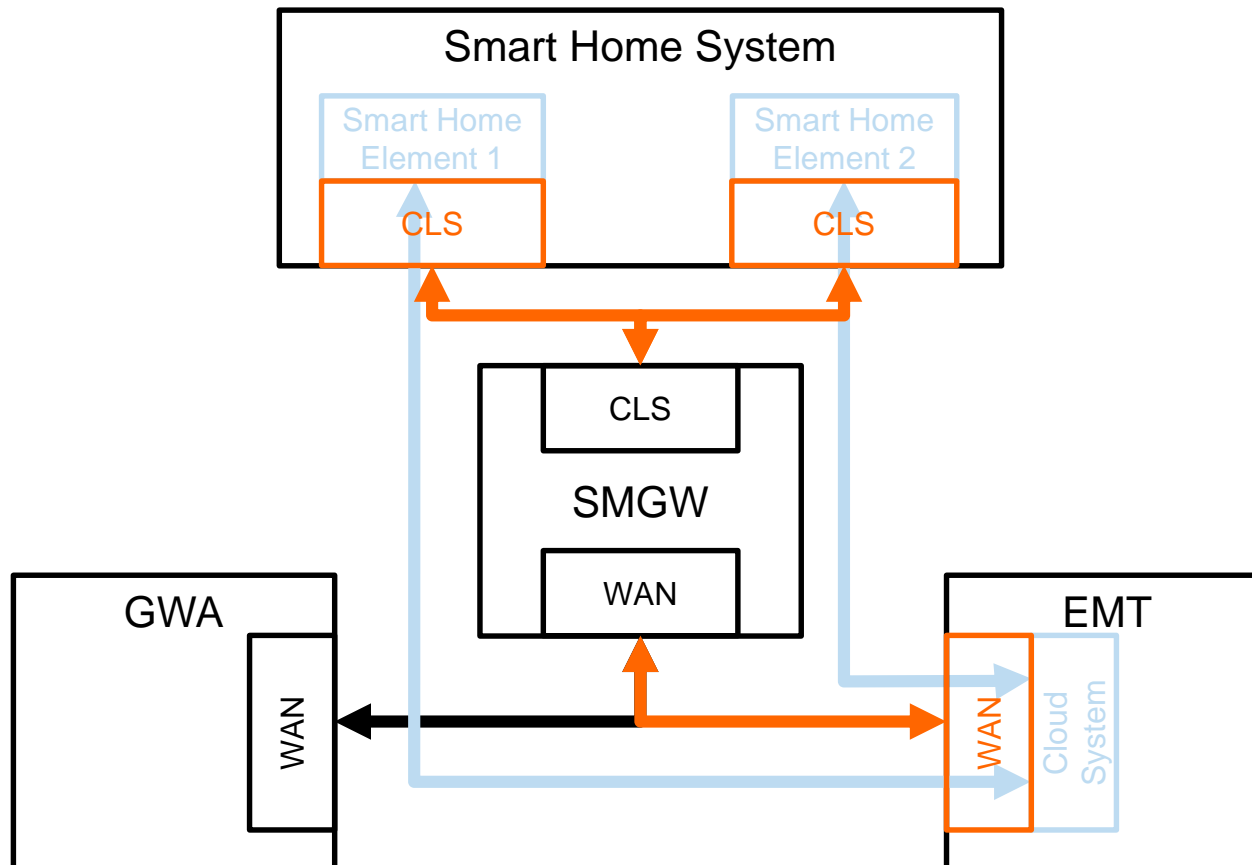 Smart Home System
Smart Home
Element 1
Smart Home
Element 2
CLS
CLS
CLS
SMGW
WAN
GWA
WAN
EMT
WAN
Cloud
System